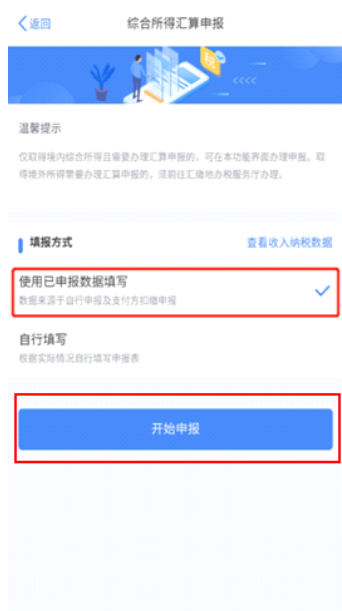 返回
综合所得汇算申报
温馨提示
仅取得境内综合所得且需要办理汇算申报的，可在本功能界面办理申报。取
得境外所得需要办理汇算申报的，须前往汇缴地办税服务厅办理。
填报方式
查看收入纳税数据
使用已申报数据填写
数据来源于自行申报及支付方扣缴申报
自行填写
根据实际情况自行填写申报表
开始申报